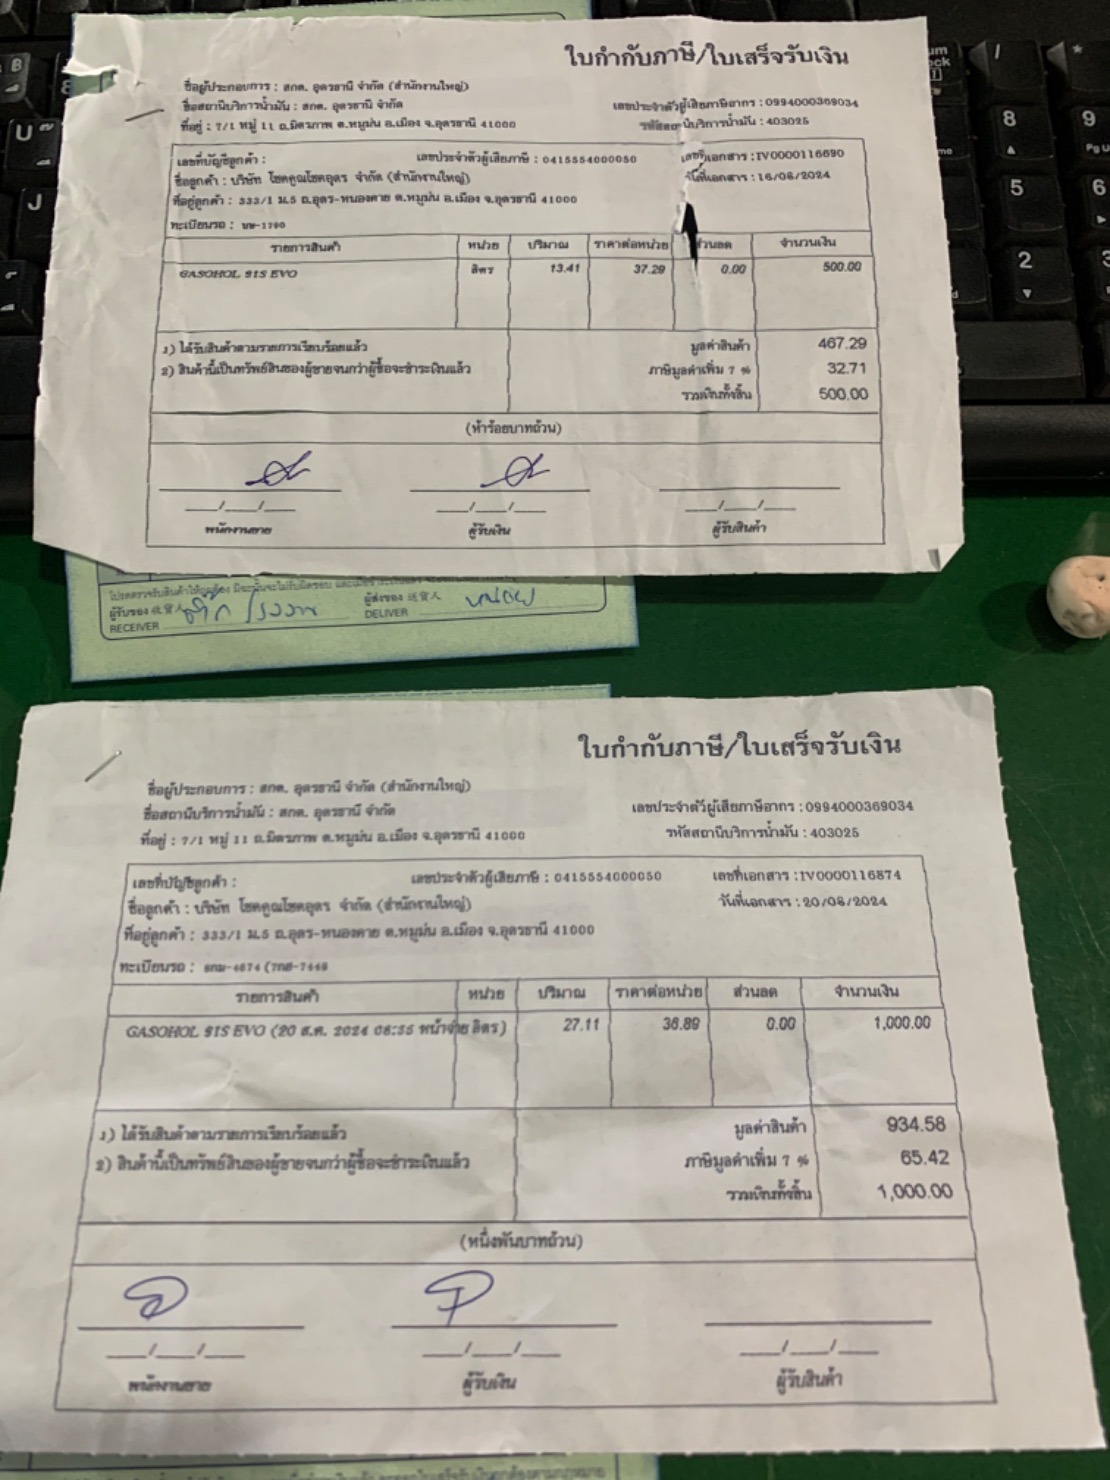 ใบกำกับภาษี/ใบเสร็จรับเงิน
ชื่อผู้ประกอบการ : สกต. อุดรธานี จำกัด (สำนักงานใหญ่)
ชื่อสถานีบริการน้ำมัน : สกต. อุดรธานี จำกัด
เลขประจำตัวผู้เสียภาษีอากร : 0994000369034
ที่อยู่ : 7/1 หมู่ 11 ถ.มิตรภาพ ต.หมูม่น อ.เมือง จ.อุดรธานี 41000
รหัสสถานีบริการน้ำมัน : 403025
เลขที่บัญชีลูกค้า : เลขประจำตัวผู้เสียภาษี : 0415554000050 เลขที่เอกสาร : IV0000116690
ชื่อลูกค้า : บริษัท โชคคูณโชคอุดร จำกัด (สำนักงานใหญ่) วันที่เอกสาร : 16/08/2024
ที่อยู่ลูกค้า : 333/1 ม.5 ถ.อุดร-หนองคาย ต.หมูม่น อ.เมือง จ.อุดรธานี 41000
ทะเบียนรถ :
รายการสินค้า หน่วย ปริมาณ ราคาต่อหน่วย ส่วนลด จำนวนเงิน
GASOHOL 91S EVO ลิตร 13.41 37.29 0.00 500.00
1) ได้รับสินค้าตามรายการเรียบร้อยแล้ว มูลค่าสินค้า 467.29
2) สินค้านี้เป็นทรัพย์สินของผู้ขายจนกว่าผู้ซื้อจะชำระเงินแล้ว ภาษีมูลค่าเพิ่ม 7 % 32.71
รวมเงินทั้งสิ้น 500.00
(ห้าร้อยบาทถ้วน)
__/__/__ __/__/__ __/__/__
พนักงานขาย ผู้รับเงิน ผู้รับสินค้า
ผู้รับของ 收貨人 ผู้ส่งของ 送貨人
RECEIVER DELIVER
ใบกำกับภาษี/ใบเสร็จรับเงิน
ชื่อผู้ประกอบการ : สกต. อุดรธานี จำกัด (สำนักงานใหญ่)
เลขประจำตัวผู้เสียภาษีอากร : 0994000369034
ชื่อสถานีบริการน้ำมัน : สกต. อุดรธานี จำกัด
รหัสสถานีบริการน้ำมัน : 403025
ที่อยู่ : 7/1 หมู่ 11 ถ.มิตรภาพ ต.หมูม่น อ.เมือง จ.อุดรธานี 41000
เลขที่บัญชีลูกค้า : เลขประจำตัวผู้เสียภาษี : 0415554000050 เลขที่เอกสาร : IV0000116874
ชื่อลูกค้า : บริษัท โชคคูณโชคอุดร จำกัด (สำนักงานใหญ่) วันที่เอกสาร : 20/08/2024
ที่อยู่ลูกค้า : 333/1 ม.5 ถ.อุดร-หนองคาย ต.หมูม่น อ.เมือง จ.อุดรธานี 41000
ทะเบียนรถ :
รายการสินค้า หน่วย ปริมาณ ราคาต่อหน่วย ส่วนลด จำนวนเงิน
GASOHOL 91S EVO (20 ส.ค. 2024 หน้าจ่าย ลิตร) 27.11 36.89 0.00 1,000.00
1) ได้รับสินค้าตามรายการเรียบร้อยแล้ว มูลค่าสินค้า 934.58
2) สินค้านี้เป็นทรัพย์สินของผู้ขายจนกว่าผู้ซื้อจะชำระเงินแล้ว ภาษีมูลค่าเพิ่ม 7 % 65.42
รวมเงินทั้งสิ้น 1,000.00
(หนึ่งพันบาทถ้วน)
__/__/__ __/__/__ __/__/__
พนักงานขาย ผู้รับเงิน ผู้รับสินค้า